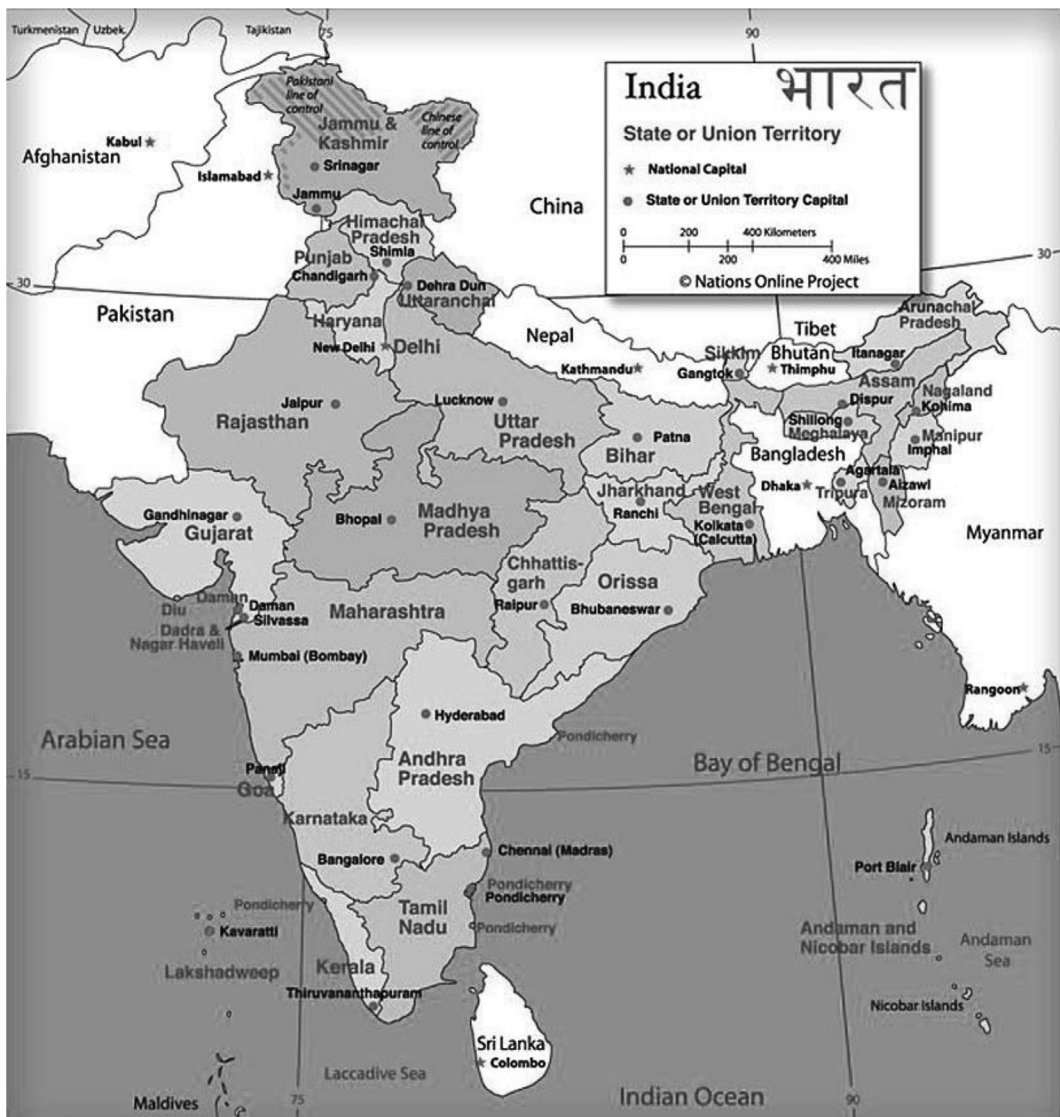 Turkmenistan
Uzbek.
Tajikistan
75
90
Pakistani
line of
control
Chinese
line of
control
Jammu &
Kashmir
India भारत
State or Union Territory
National Capital
State or Union Territory Capital
0 200 400 Kilometers
0 200 400 Miles
© Nations Online Project
Kabul
Afghanistan
Islamabad
Srinagar
Jammu
China
Himachal
Pradesh
Shimla
Punjab
Chandigarh
30
30
Dehra Dun
Uttaranchal
Pakistan
Haryana
New Delhi
Delhi
Nepal
Kathmandu
Tibet
Arunachal
Pradesh
Sikkim
Gangtok
Bhutan
Thimphu
Itanagar
Assam
Dispur
Nagaland
Kohima
Shillong
Meghalaya
Manipur
Imphal
Jaipur
Rajasthan
Lucknow
Uttar
Pradesh
Patna
Bihar
Bangladesh
Dhaka
Agartala
Tripura
Aizawl
Mizoram
Jharkhand
Ranchi
West
Bengal
Kolkata
(Calcutta)
Myanmar
Gandhinagar
Gujarat
Bhopal
Madhya
Pradesh
Chhattis-
garh
Raipur
Orissa
Bhubaneswar
Daman
Diu
Daman
Silvassa
Dadra &
Nagar Haveli
Maharashtra
Mumbai (Bombay)
Rangoon
Hyderabad
Pondicherry
Arabian Sea
Andhra
Pradesh
Bay of Bengal
15
15
Panaji
Goa
Karnataka
Bangalore
Chennai (Madras)
Andaman Islands
Port Blair
Pondicherry
Pondicherry
Pondicherry
Kavaratti
Tamil
Nadu
Pondicherry
Andaman and
Nicobar Islands
Andaman
Sea
Lakshadweep
Kerala
Thiruvananthapuram
Nicobar Islands
Sri Lanka
Colombo
Laccadive Sea
Indian Ocean
Maldives
75
90